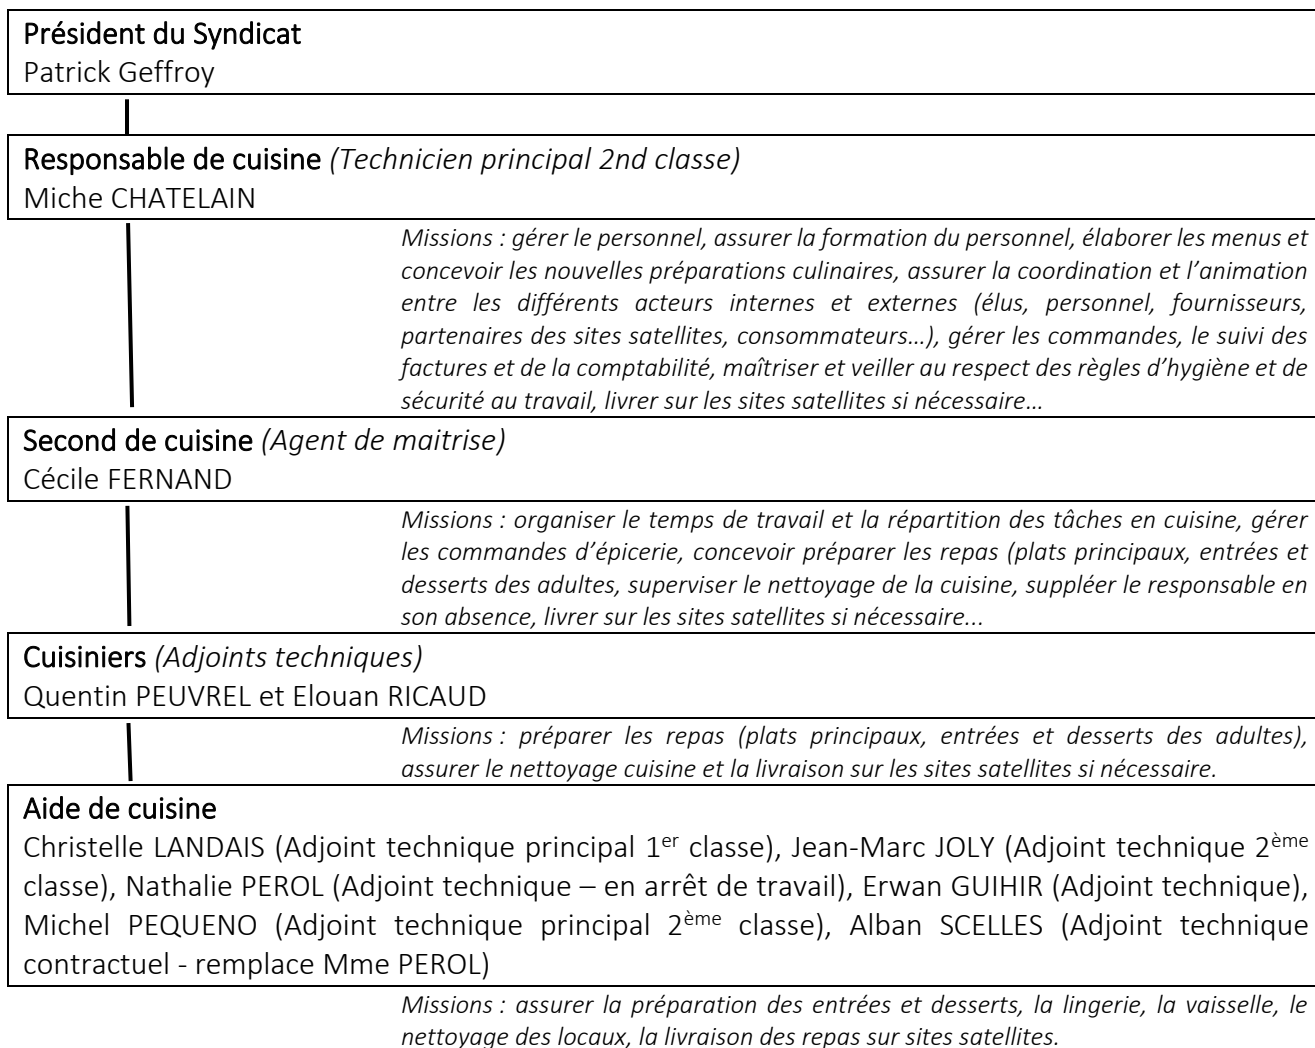 Président du Syndicat
Patrick Geffroy
Responsable de cuisine (Technicien principal 2nd classe)
Miche CHATELAIN
Missions : gérer le personnel, assurer la formation du personnel, élaborer les menus et
concevoir les nouvelles préparations culinaires, assurer la coordination et l’animation
entre les différents acteurs internes et externes (élus, personnel, fournisseurs,
partenaires des sites satellites, consommateurs…), gérer les commandes, le suivi des
factures et de la comptabilité, maîtriser et veiller au respect des règles d’hygiène et de
sécurité au travail, livrer sur les sites satellites si nécessaire…
Second de cuisine (Agent de maitrise)
Cécile FERNAND
Missions : organiser le temps de travail et la répartition des tâches en cuisine, gérer
les commandes d’épicerie, concevoir préparer les repas (plats principaux, entrées et
desserts des adultes, superviser le nettoyage de la cuisine, suppléer le responsable en
son absence, livrer sur les sites satellites si nécessaire...
Cuisiniers (Adjoints techniques)
Quentin PEUVREL et Elouan RICAUD
Missions : préparer les repas (plats principaux, entrées et desserts des adultes),
assurer le nettoyage cuisine et la livraison sur les sites satellites si nécessaire.
Aide de cuisine
Christelle LANDAIS (Adjoint technique principal 1er classe), Jean-Marc JOLY (Adjoint technique 2ème
classe), Nathalie PEROL (Adjoint technique – en arrêt de travail), Erwan GUIHIR (Adjoint technique),
Michel PEQUENO (Adjoint technique principal 2ème classe), Alban SCELLES (Adjoint technique
contractuel - remplace Mme PEROL)
Missions : assurer la préparation des entrées et desserts, la lingerie, la vaisselle, le
nettoyage des locaux, la livraison des repas sur sites satellites.